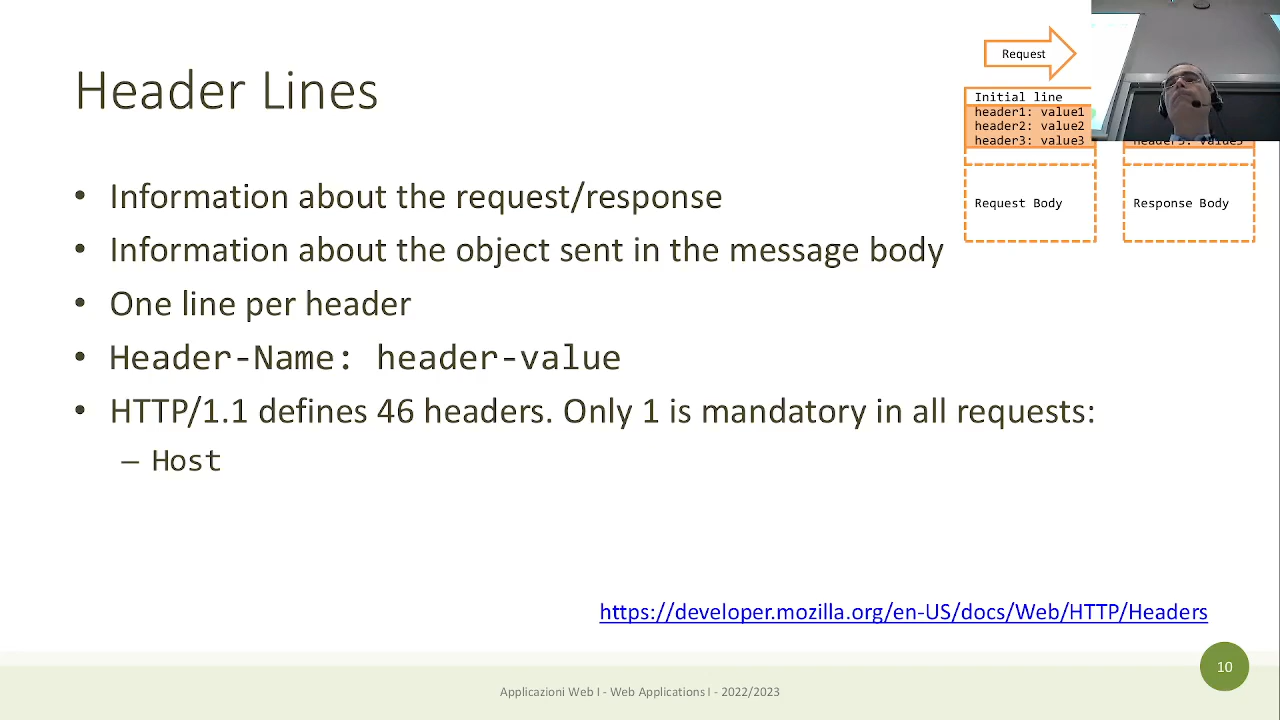 Header Lines
Request
Initial line
header1: value1
header2: value2
header3: value3
Request Body
header3: value3
Response Body
• Information about the request/response
• Information about the object sent in the message body
• One line per header
• Header-Name: header-value
• HTTP/1.1 defines 46 headers. Only 1 is mandatory in all requests:
– Host
https://developer.mozilla.org/en-US/docs/Web/HTTP/Headers
10
Applicazioni Web I - Web Applications I - 2022/2023